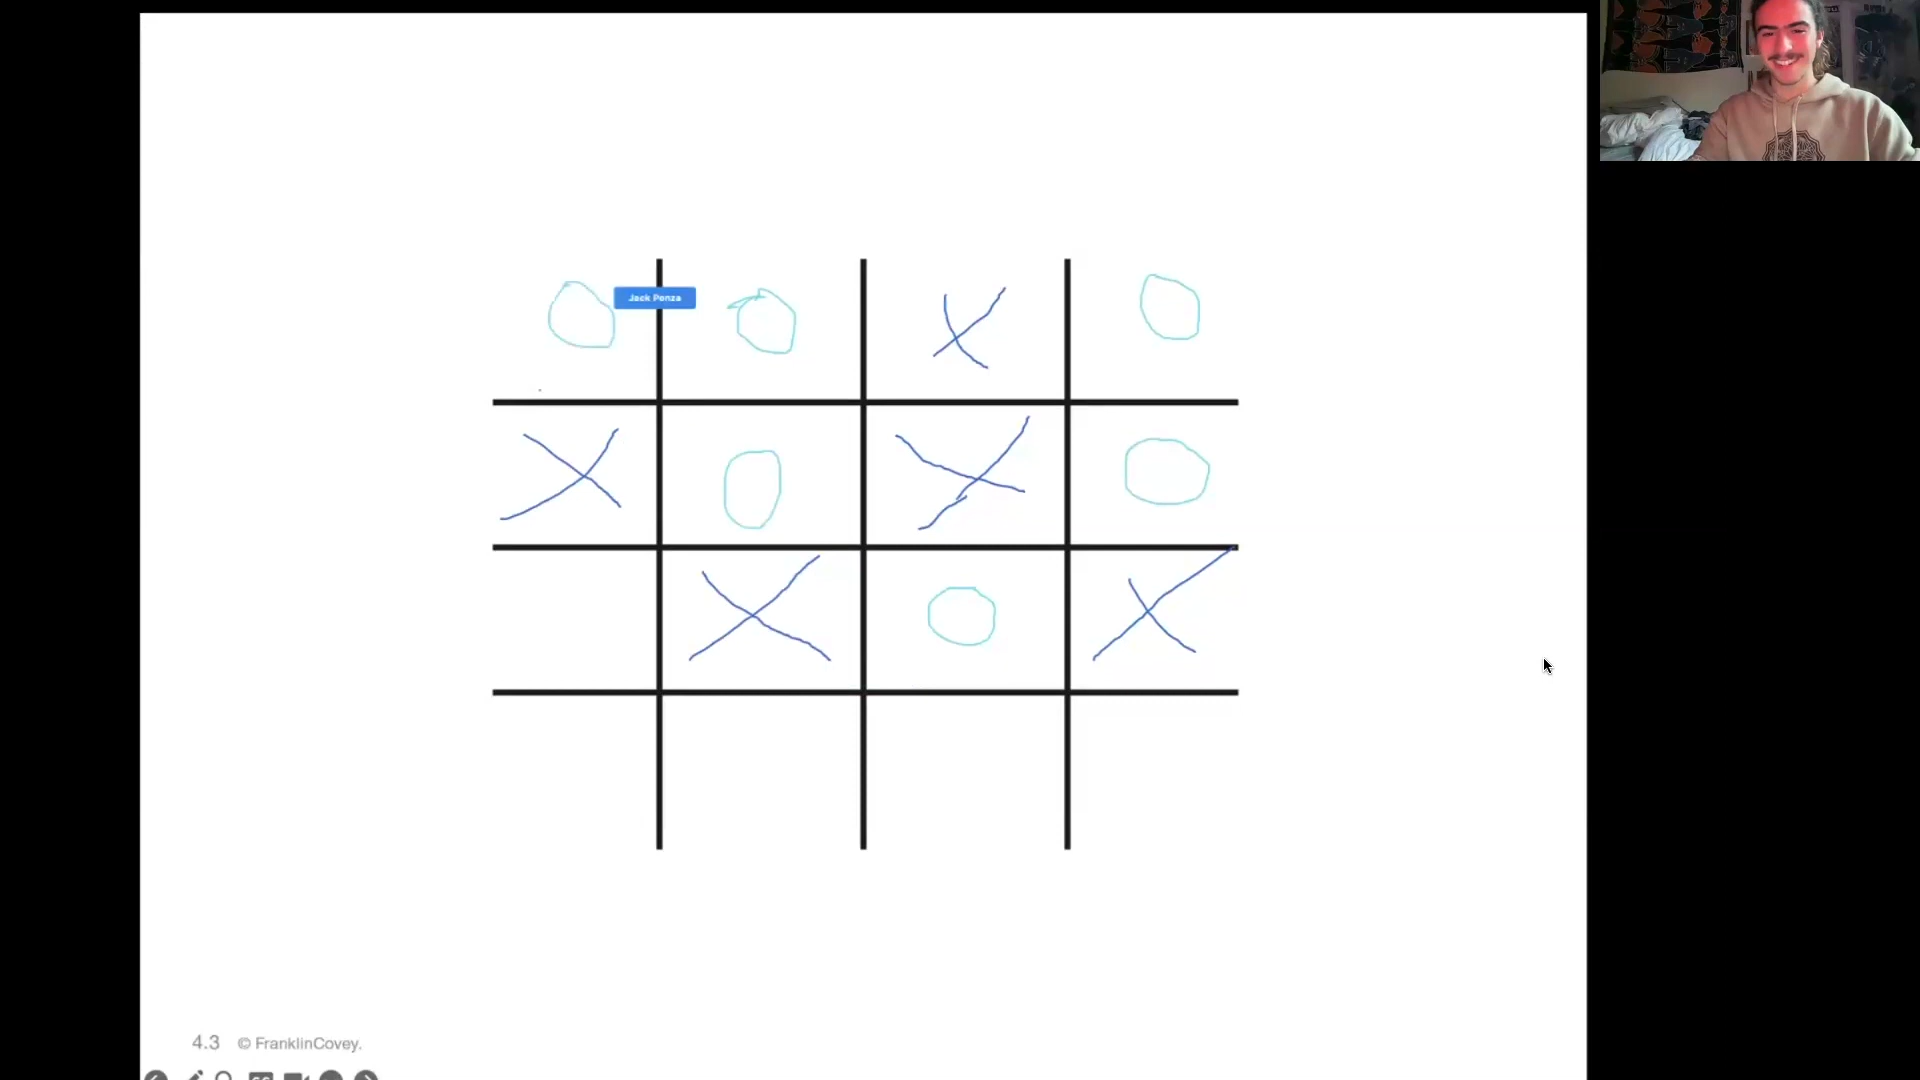 Jack Ponza
O O X O
X O X O
X O X
4.3 © FranklinCovey.